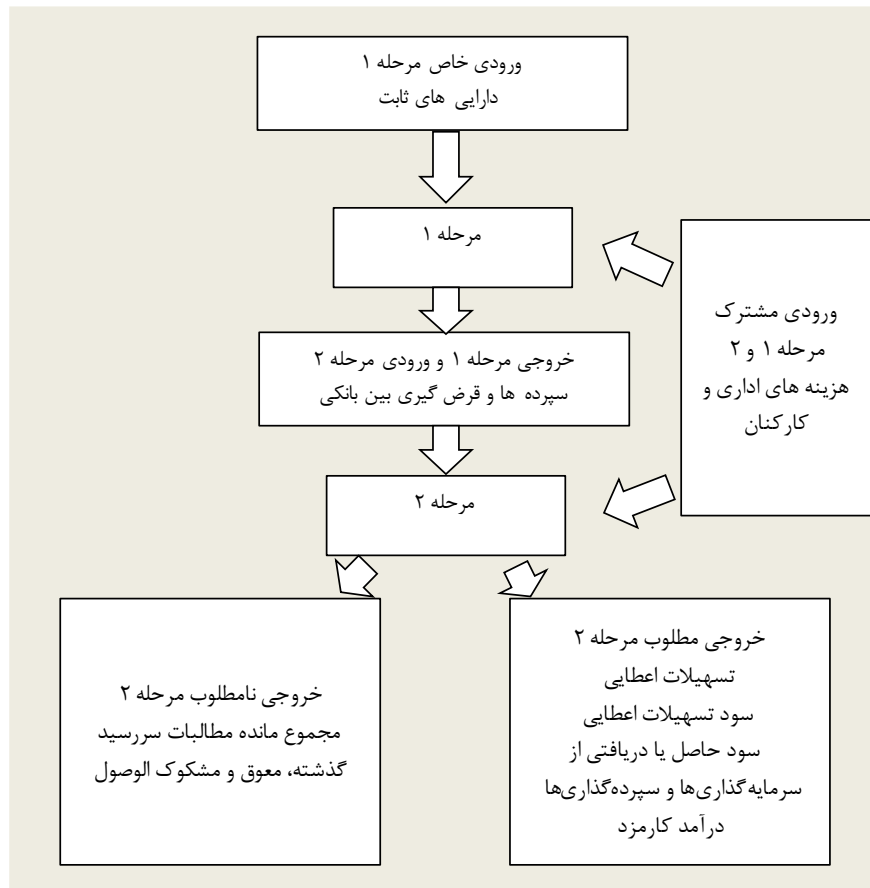 ورودی خاص مرحله ۱
دارایی های ثابت
مرحله ۱
ورودی مشترک
مرحله ۱ و ۲
هزینه های اداری و
کارکنان
خروجی مرحله ۱ و ورودی مرحله ۲
سپرده ها و قرض گیری بین بانکی
مرحله ۲
خروجی مطلوب مرحله ۲
تسهیلات اعطایی
سود تسهیلات اعطایی
سود حاصل یا دریافتی از
سرمایه‌گذاری‌ها و سپرده‌گذاری‌ها
درآمد کارمزد
خروجی نامطلوب مرحله ۲
مجموع مانده مطالبات سررسید
گذشته، معوق و مشکوک الوصول